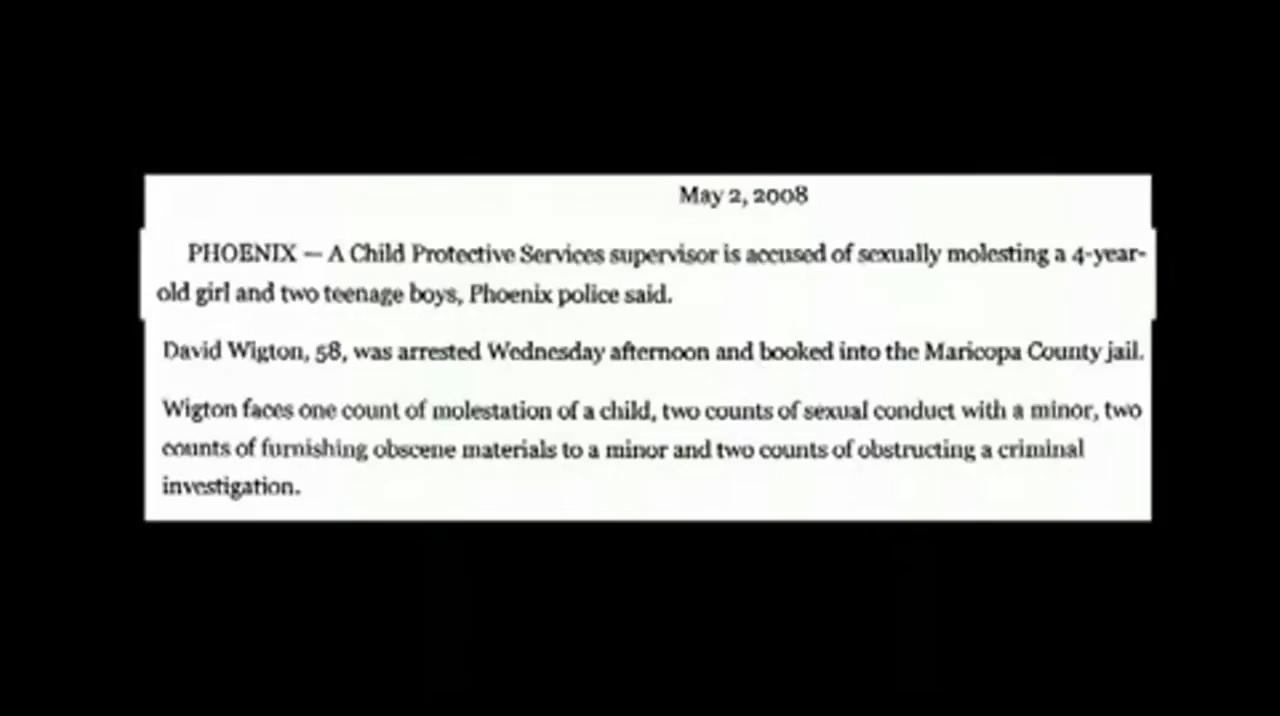 May 2, 2008
PHOENIX — A Child Protective Services supervisor is accused of sexually molesting a 4-year-
old girl and two teenage boys, Phoenix police said.
David Wigton, 58, was arrested Wednesday afternoon and booked into the Maricopa County jail.
Wigton faces one count of molestation of a child, two counts of sexual conduct with a minor, two
counts of furnishing obscene materials to a minor and two counts of obstructing a criminal
investigation.